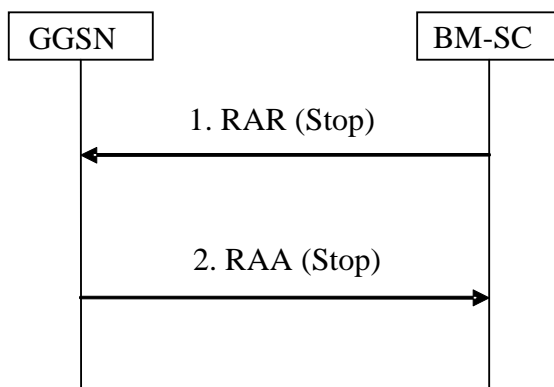 GGSN
BM-SC
1. RAR (Stop)
2. RAA (Stop)